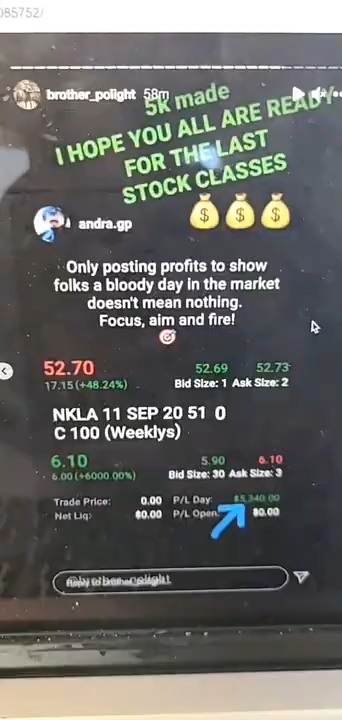 085752/
brother_polight 58m
5k made
I HOPE YOU ALL ARE READY
FOR THE LAST
STOCK CLASSES
andra.gp
Only posting profits to show
folks a bloody day in the market
doesn't mean nothing.
Focus, aim and fire!
52.70
52.69 52.73
17.15 (+48.24%) Bid Size: 1 Ask Size: 2
NKLA 11 SEP 20 51 0
C 100 (Weeklys)
6.10 5.90 6.10
6.00 (+6000.00%) Bid Size: 30 Ask Size: 3
Trade Price: 0.00 P/L Day: $5,340.00
Net Liq: $0.00 P/L Open: $0.00